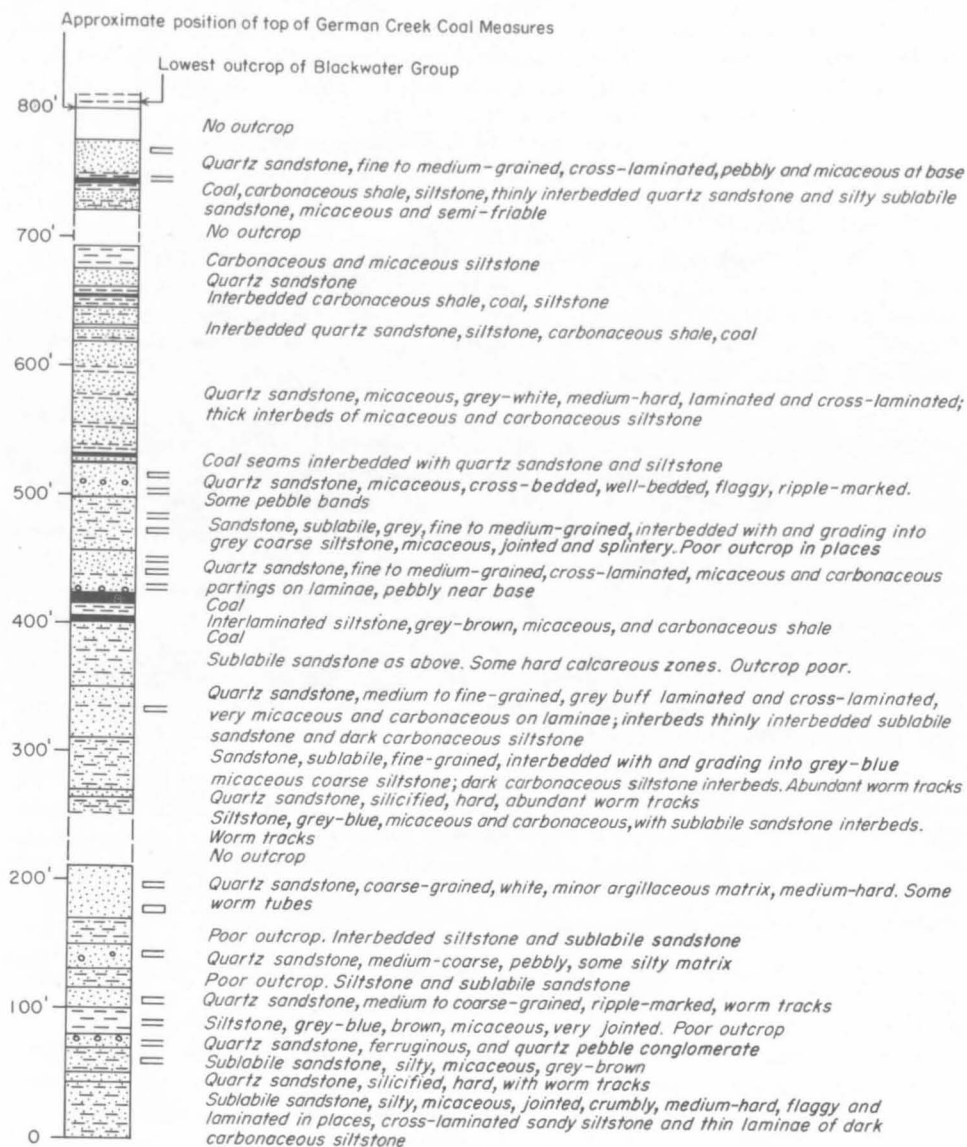 Approximate position of top of German Creek Coal Measures
Lowest outcrop of Blackwater Group
800'
No outcrop
Quartz sandstone, fine to medium-grained, cross-laminated, pebbly and micaceous at base
Coal, carbonaceous shale, siltstone, thinly interbedded quartz sandstone and silty sublabile
sandstone, micaceous and semi-friable
700'
No outcrop
Carbonaceous and micaceous siltstone
Quartz sandstone
Interbedded carbonaceous shale, coal, siltstone
Interbedded quartz sandstone, siltstone, carbonaceous shale, coal
600'
Quartz sandstone, micaceous, grey-white, medium-hard, laminated and cross-laminated;
thick interbeds of micaceous and carbonaceous siltstone
Coal seams interbedded with quartz sandstone and siltstone
500'
Quartz sandstone, micaceous, cross-bedded, well-bedded, flaggy, ripple-marked.
Some pebble bands
Sandstone, sublabile, grey, fine to medium-grained, interbedded with and grading into
grey coarse siltstone, micaceous, jointed and splintery. Poor outcrop in places
Quartz sandstone, fine to medium-grained, cross-laminated, micaceous and carbonaceous
partings on laminae, pebbly near base
Coal
400'
Interlaminated siltstone, grey-brown, micaceous, and carbonaceous shale
Coal
Sublabile sandstone as above. Some hard calcareous zones. Outcrop poor.
Quartz sandstone, medium to fine-grained, grey buff laminated and cross-laminated,
very micaceous and carbonaceous on laminae; interbeds thinly interbedded sublabile
sandstone and dark carbonaceous siltstone
300'
Sandstone, sublabile, fine-grained, interbedded with and grading into grey-blue
micaceous coarse siltstone; dark carbonaceous siltstone interbeds. Abundant worm tracks
Quartz sandstone, silicified, hard, abundant worm tracks
Siltstone, grey-blue, micaceous and carbonaceous, with sublabile sandstone interbeds.
Worm tracks
No outcrop
200'
Quartz sandstone, coarse-grained, white, minor argillaceous matrix, medium-hard. Some
worm tubes
Poor outcrop. Interbedded siltstone and sublabile sandstone
Quartz sandstone, medium-coarse, pebbly, some silty matrix
Poor outcrop. Siltstone and sublabile sandstone
100'
Quartz sandstone, medium to coarse-grained, ripple-marked, worm tracks
Siltstone, grey-blue, brown, micaceous, very jointed. Poor outcrop
Quartz sandstone, ferruginous, and quartz pebble conglomerate
Sublabile sandstone, silty, micaceous, grey-brown
Quartz sandstone, silicified, hard, with worm tracks
Sublabile sandstone, silty, micaceous, jointed, crumbly, medium-hard, flaggy and
laminated in places, cross-laminated sandy siltstone and thin laminae of dark
carbonaceous siltstone
0